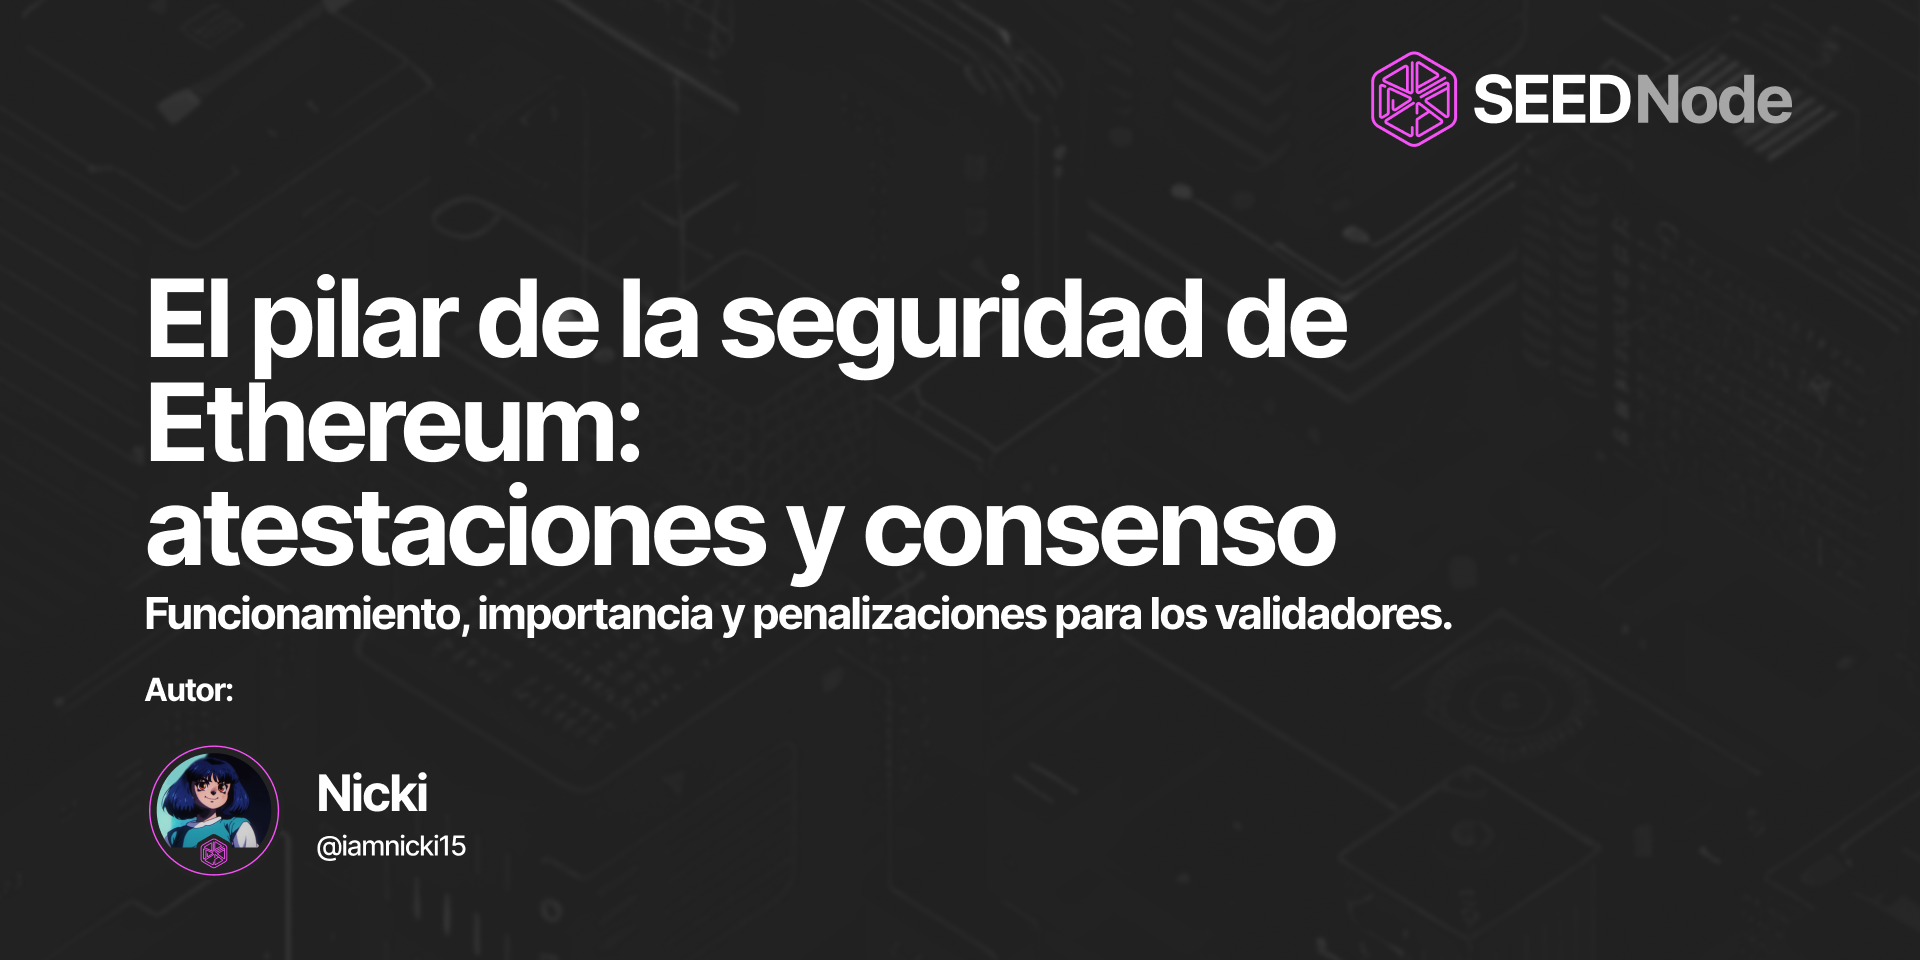 SEEDNode
El pilar de la seguridad de
Ethereum:
atestaciones y consenso
Funcionamiento, importancia y penalizaciones para los validadores.
Autor:
Nicki
@iamnicki15